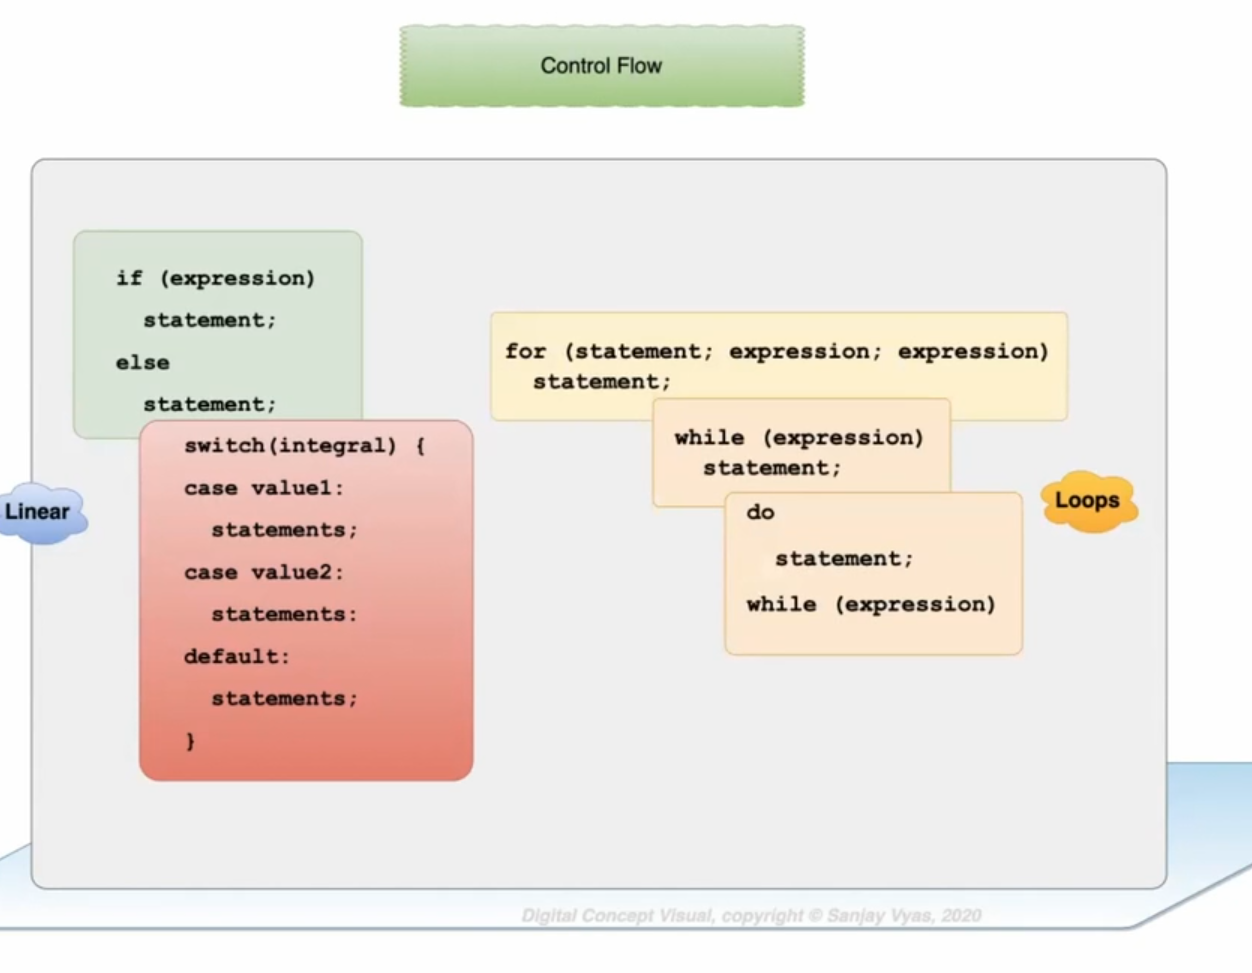 Control Flow
if (expression)
statement;
else
statement;
switch(integral) {
case value1:
statements;
case value2:
statements:
default:
statements;
}
Linear
for (statement; expression; expression)
statement;
while (expression)
statement;
do
statement;
while (expression)
Loops
Digital Concept Visual, copyright © Sanjay Vyas, 2020